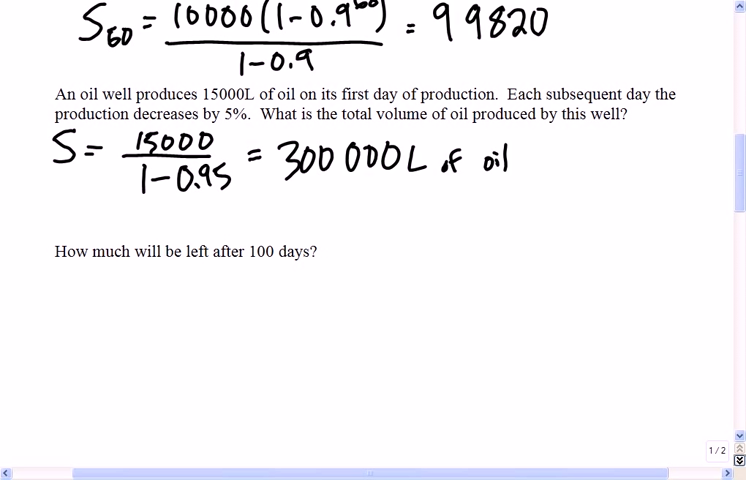 S60 = 10000(1-0.9^60) / 1-0.9 = 99820
An oil well produces 15000L of oil on its first day of production. Each subsequent day the
production decreases by 5%. What is the total volume of oil produced by this well?
S = 15000 / 1-0.95 = 300 000L of oil
How much will be left after 100 days?
1/2